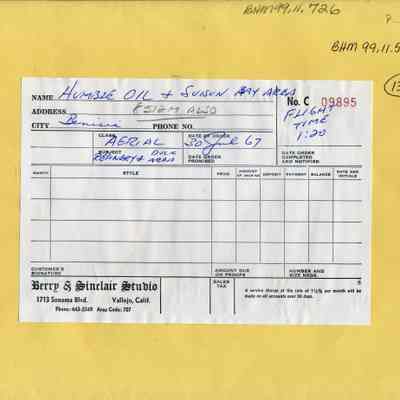 BHM 99.11.726
BHM 99.11.5
13
NAME HUMBLE OIL & SUISUN BAY AREA
No. C 09895
ADDRESS ESIEM ALSO
FLIGHT TIME 1:20
CITY Benicia PHONE NO.
CLASS AERIAL DATE OF ORDER 30 Jul 67
SUBJECT REFINERY & DOCK AREA DATE PROMISED
DATE ORDER COMPLETED AND NOTIFIED
QUANTY STYLE PRICE AMOUNT OF ORDER DEPOSIT PAYMENT BALANCE DATE AND INITIALS
CUSTOMER'S SIGNATURE AMOUNT DUE ON PROOFS NUMBER AND SIZE NEGS.
Berry & Sinclair Studio
1713 Sonoma Blvd. Vallejo, Calif.
Phone: 643-2549 Area Code: 707
SALES TAX
A service charge at the rate of 1½% per month will be made on all accounts over 30 days.